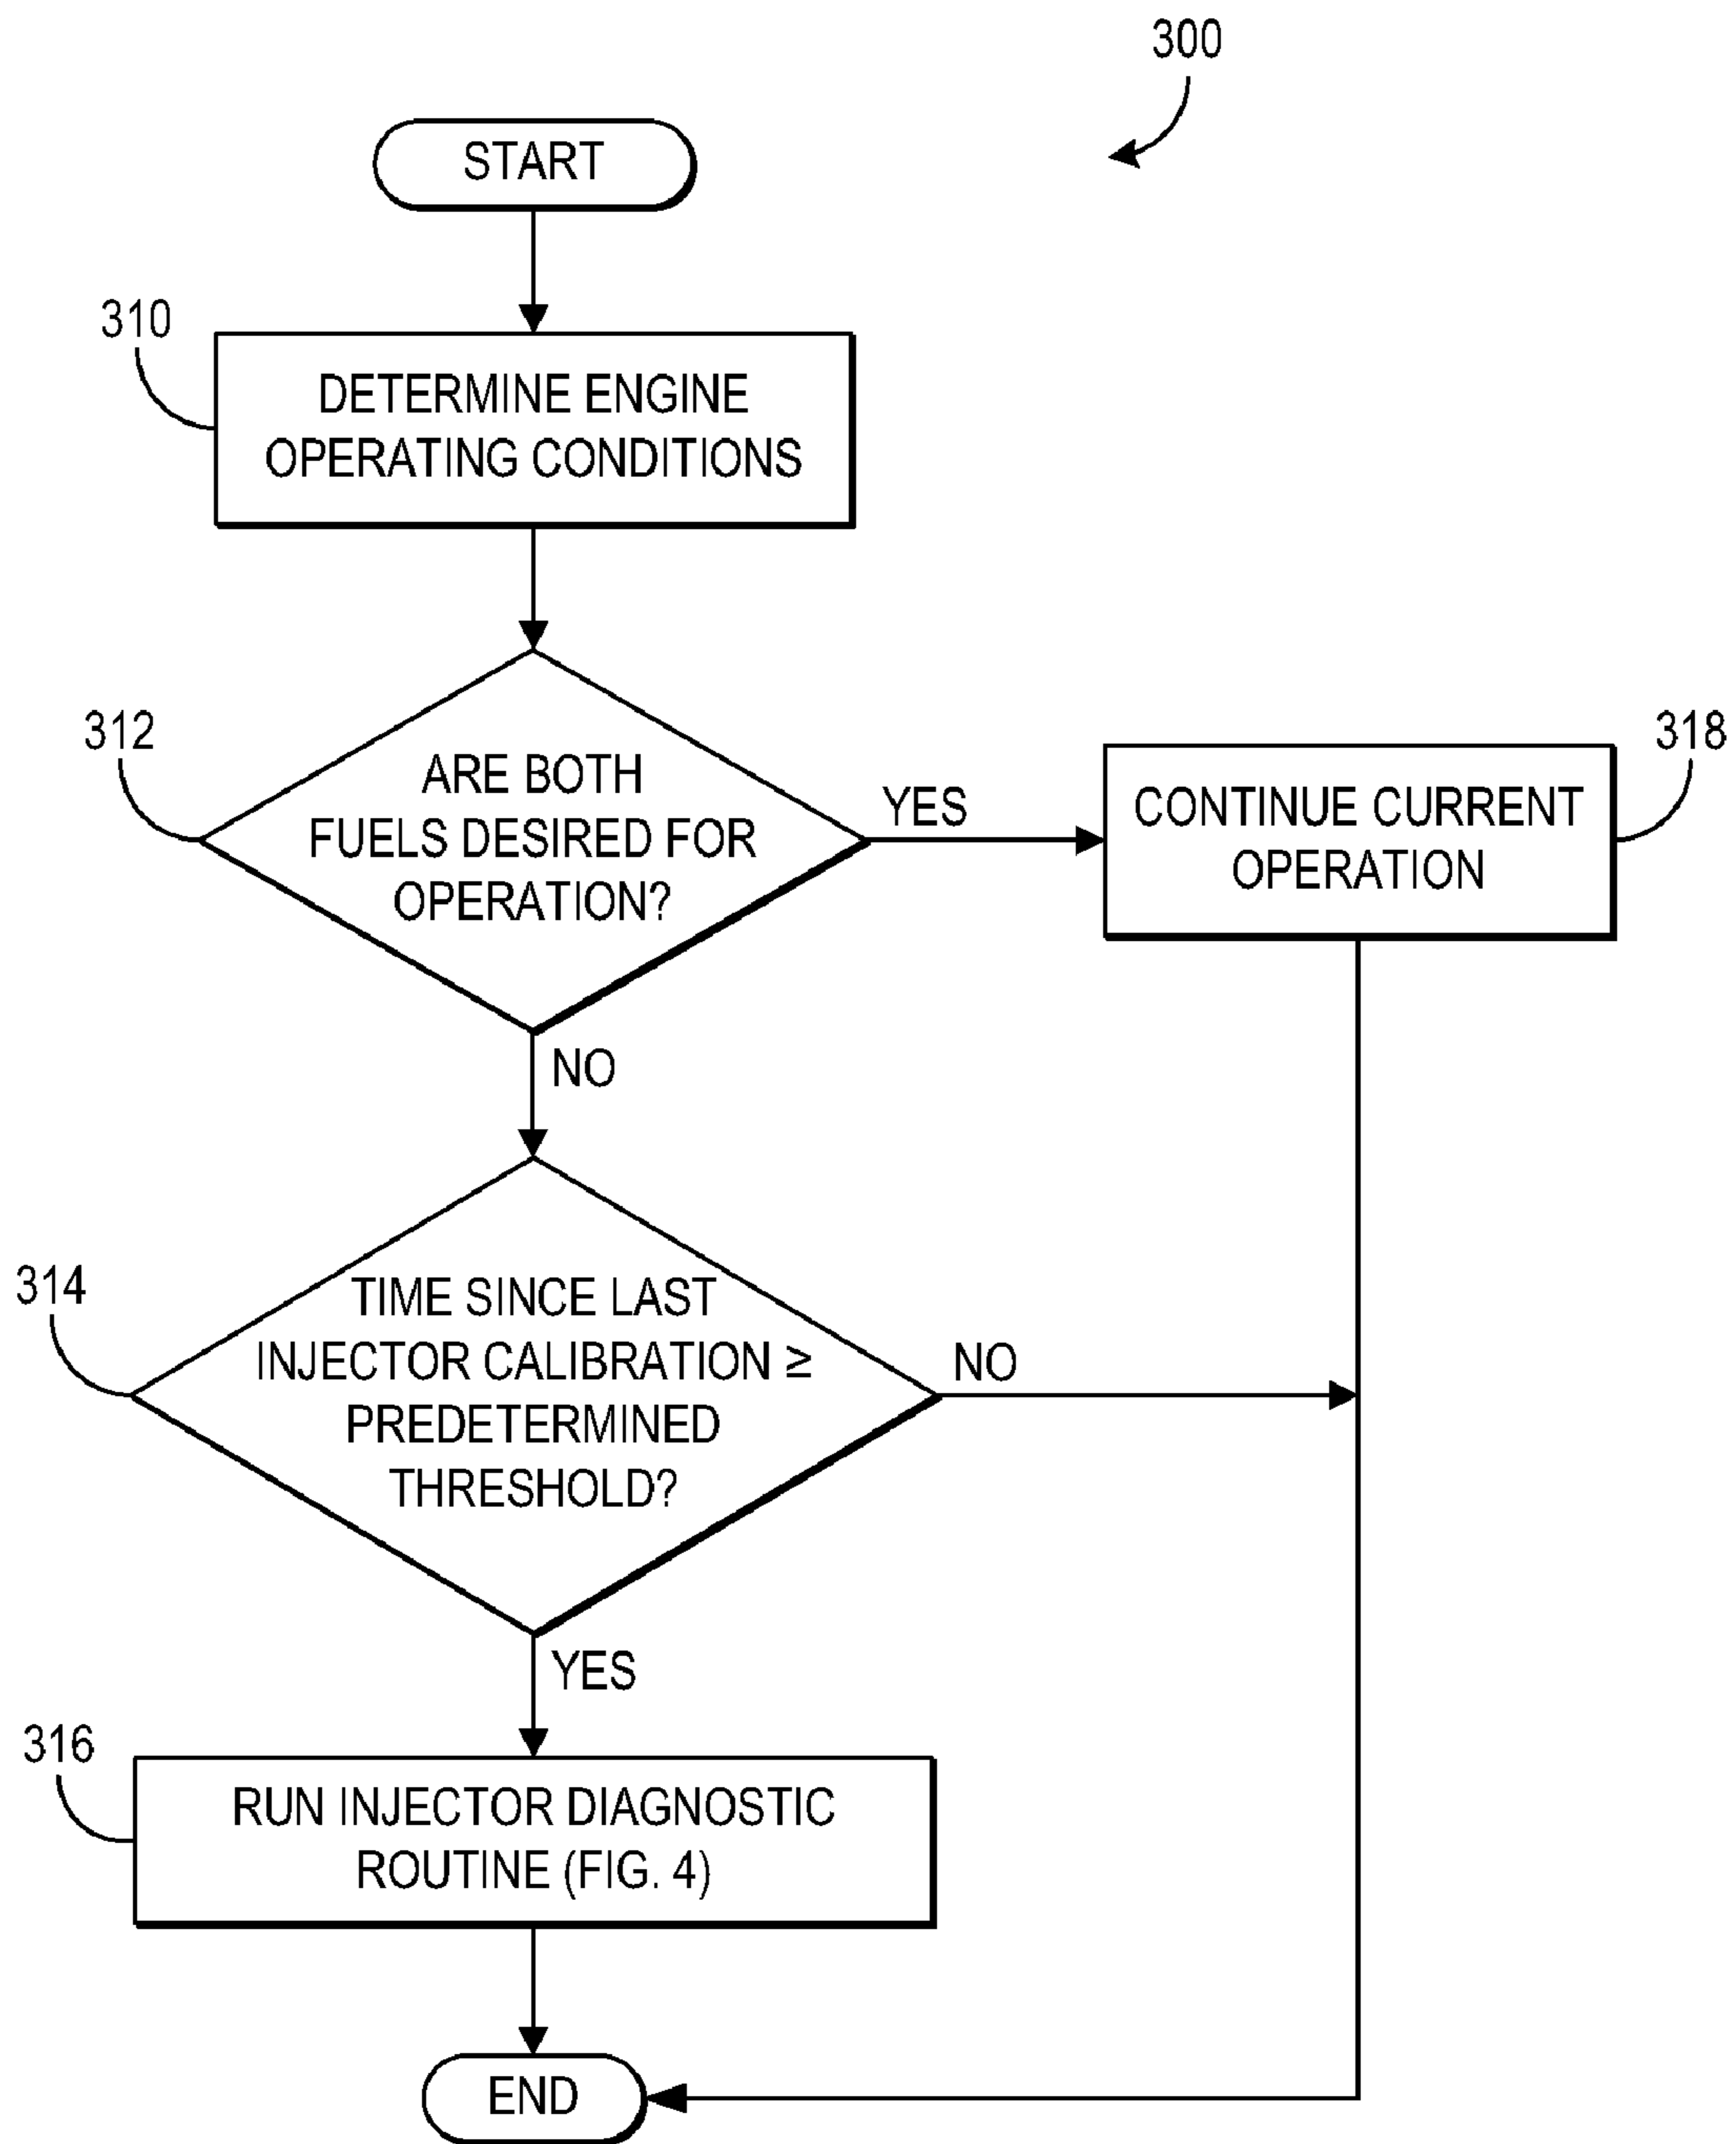 300
START
310
DETERMINE ENGINE
OPERATING CONDITIONS
312
ARE BOTH
FUELS DESIRED FOR
OPERATION?
YES
318
CONTINUE CURRENT
OPERATION
NO
314
TIME SINCE LAST
INJECTOR CALIBRATION ≥
PREDETERMINED
THRESHOLD?
NO
YES
316
RUN INJECTOR DIAGNOSTIC
ROUTINE (FIG. 4)
END